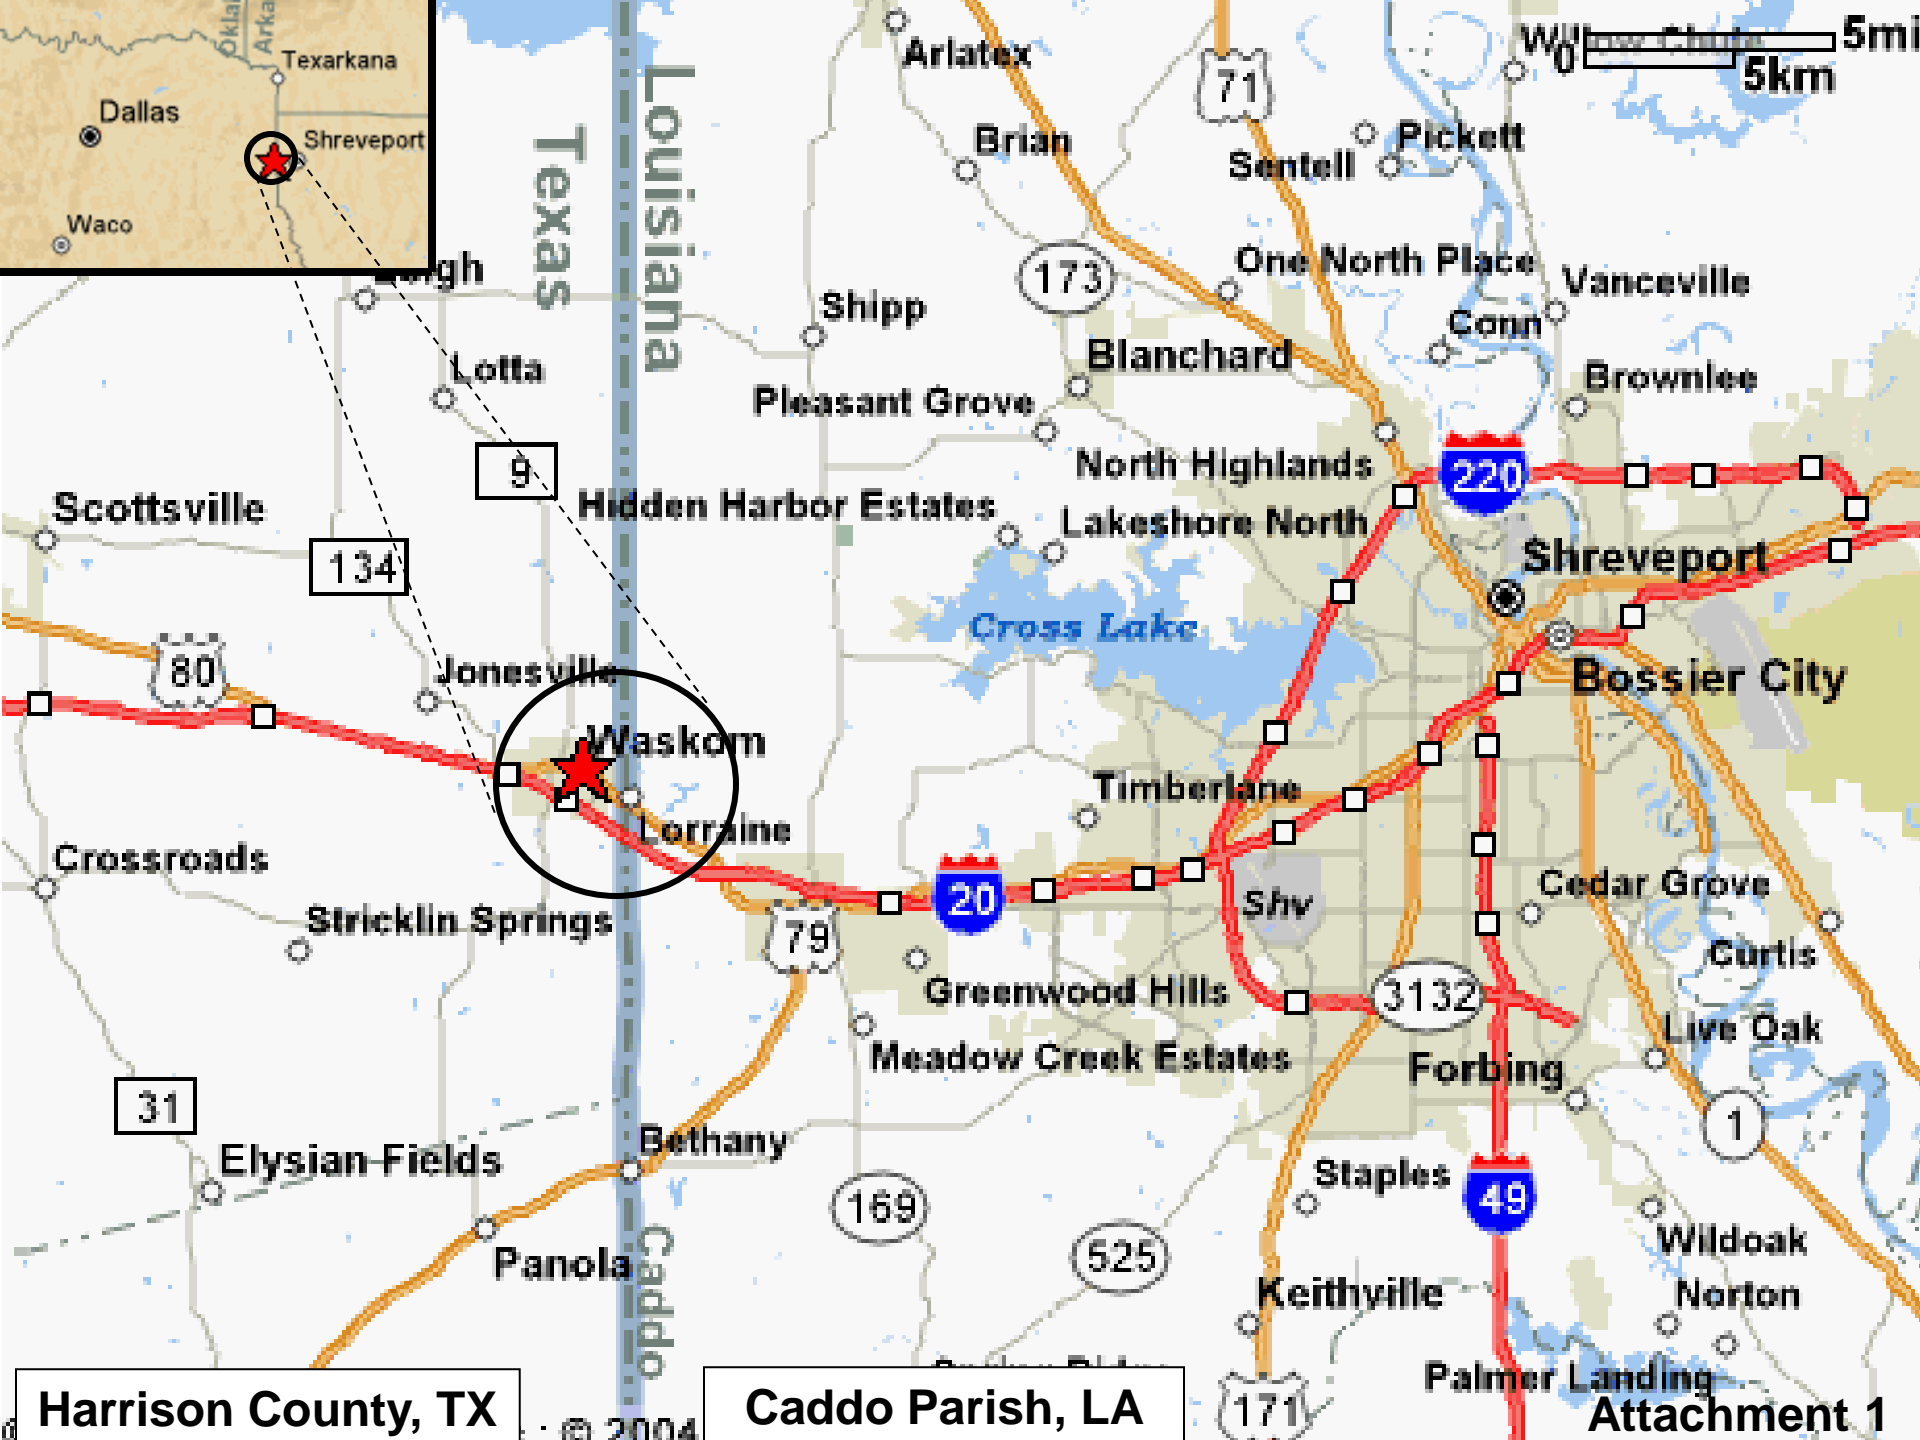 Texarkana
Dallas
Shreveport
Waco
Louisiana
Texas
Arlatex
71
5mi
0
5km
Brian
Pickett
Sentell
173
One North Place
Vanceville
Shipp
Conn
Lotta
Blanchard
Brownlee
Pleasant Grove
9
North Highlands
220
Scottsville
Hidden Harbor Estates
Lakeshore North
134
Shreveport
Cross Lake
80
Jonesville
Bossier City
Waskom
Timberlane
Lorraine
Crossroads
20
Shv
Cedar Grove
Stricklin Springs
79
Curtis
Greenwood Hills
3132
Live Oak
Meadow Creek Estates
Forbing
31
1
Bethany
Elysian Fields
Staples
49
169
Wildoak
525
Panola
Caddo
Keithville
Norton
Palmer Landing
171
Harrison County, TX
© 2004
Caddo Parish, LA
Attachment 1